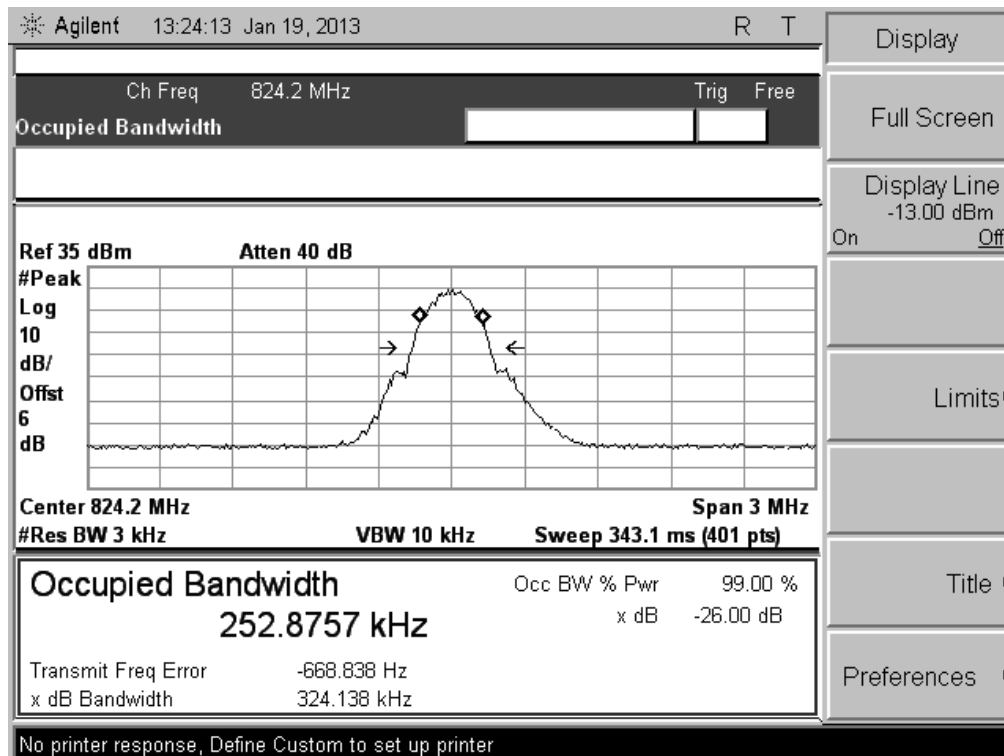 Agilent 13:24:13 Jan 19, 2013 R T
Ch Freq 824.2 MHz Trig Free
Occupied Bandwidth
Ref 35 dBm Atten 40 dB
#Peak
Log
10
dB/
Offst
6
dB
Center 824.2 MHz Span 3 MHz
#Res BW 3 kHz VBW 10 kHz Sweep 343.1 ms (401 pts)
Occupied Bandwidth Occ BW % Pwr 99.00 %
252.8757 kHz x dB -26.00 dB
Transmit Freq Error -668.838 Hz
x dB Bandwidth 324.138 kHz
No printer response, Define Custom to set up printer
Display
Full Screen
Display Line
-13.00 dBm
On Off
Limits
Title
Preferences